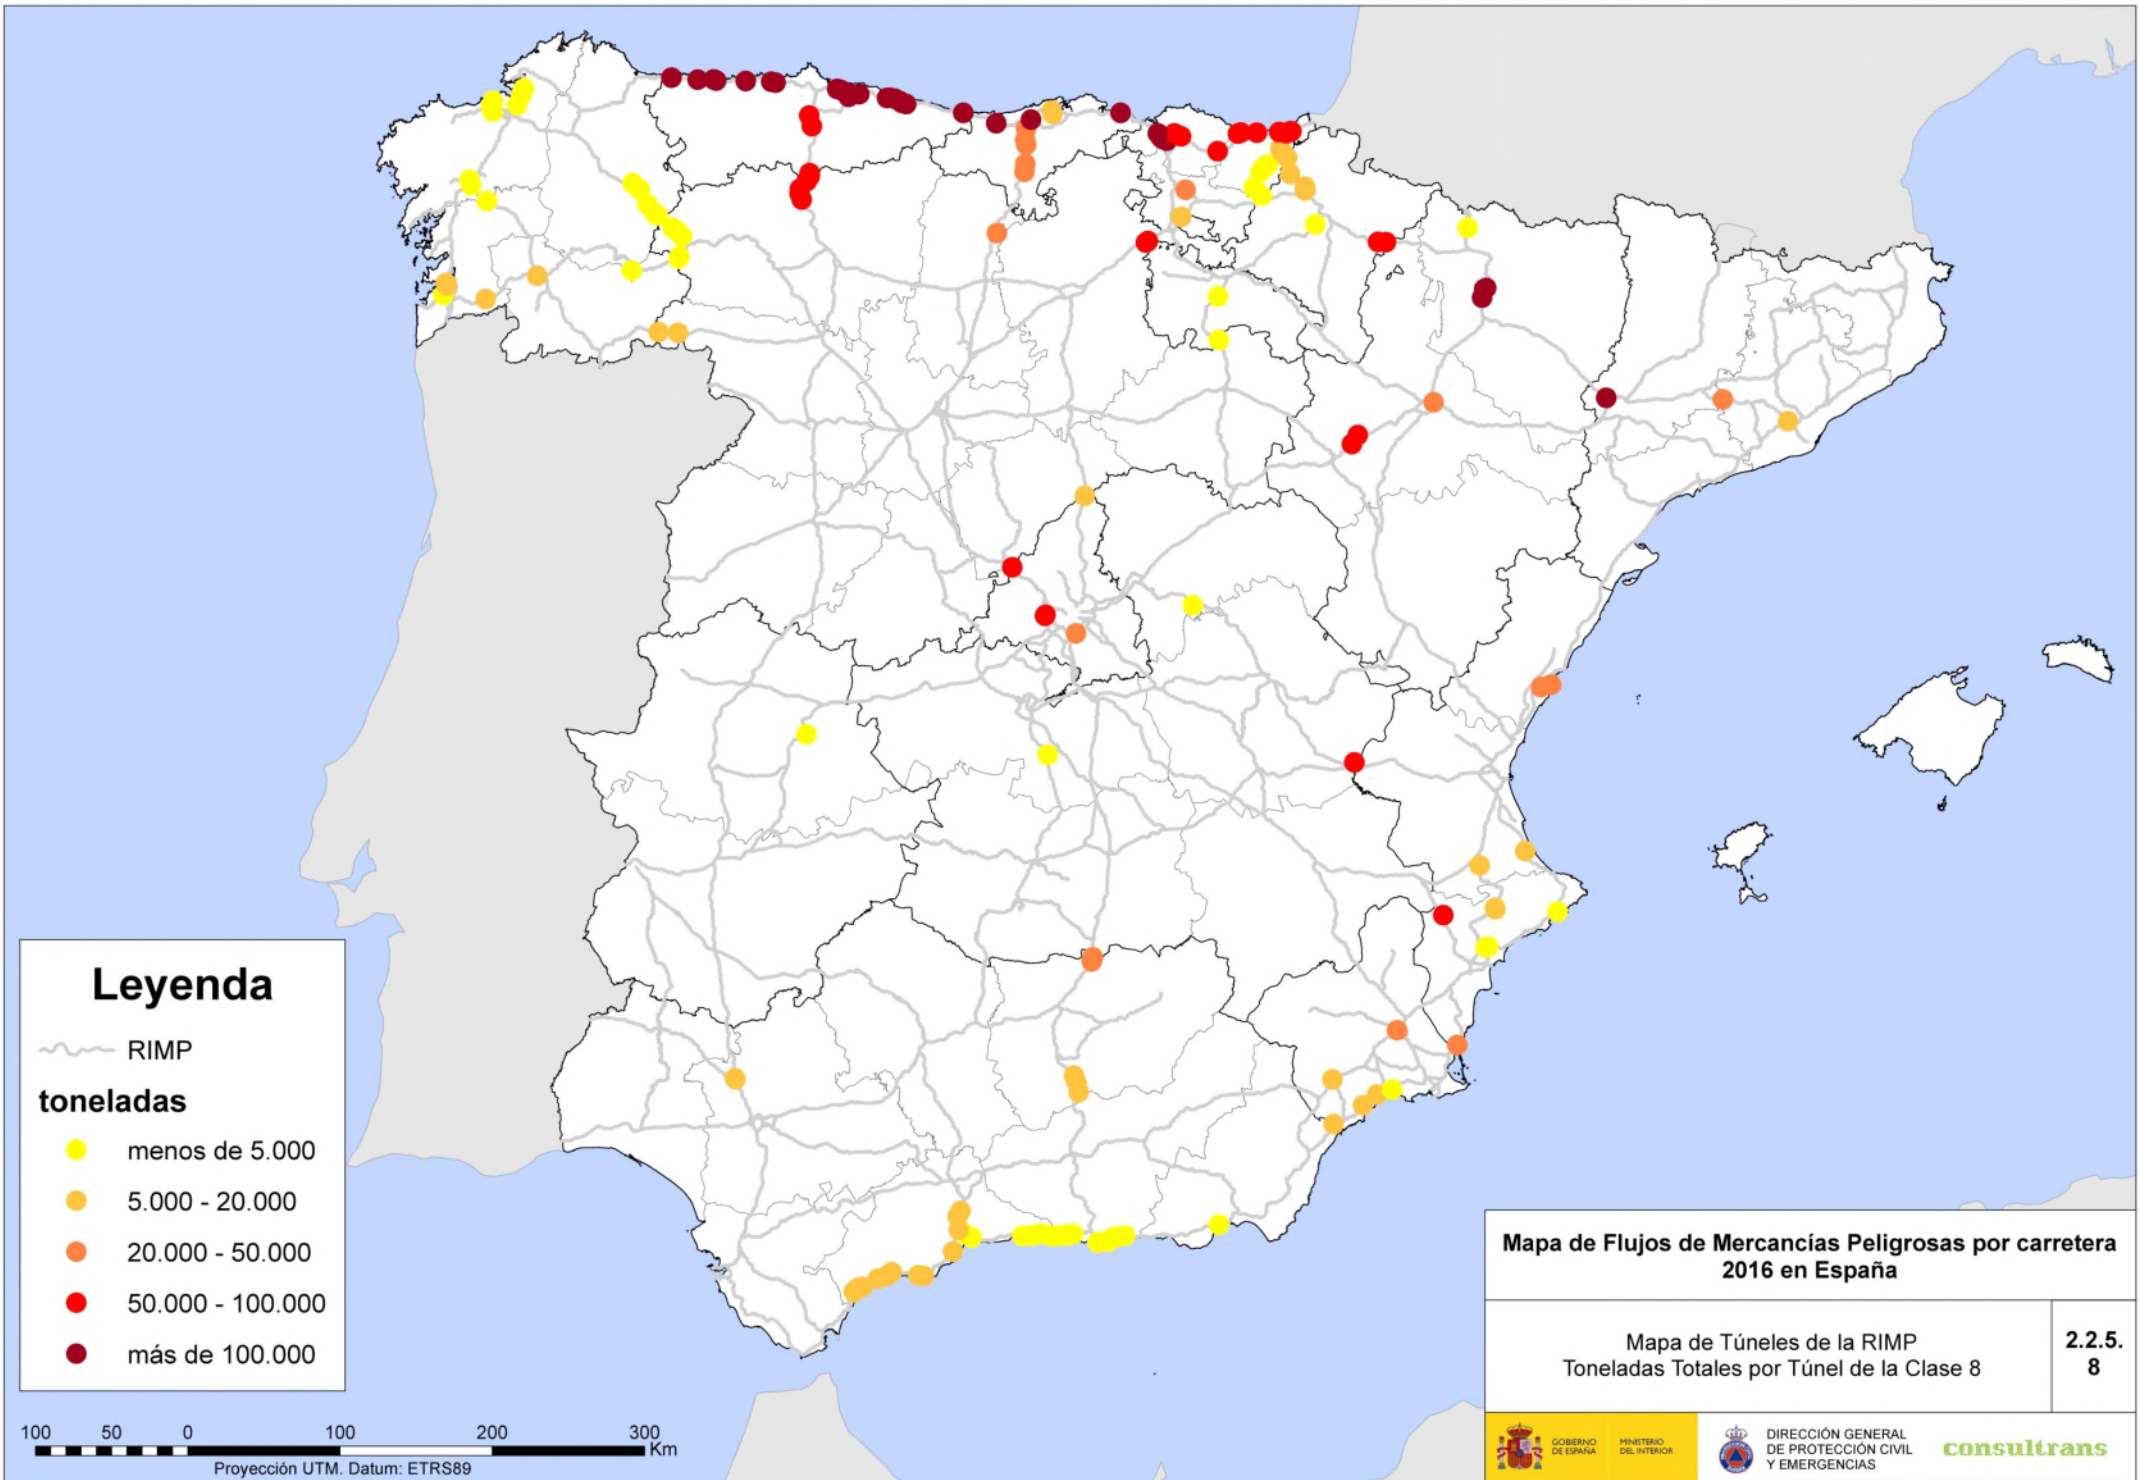 Leyenda
RIMP
toneladas
menos de 5.000
5.000 - 20.000
20.000 - 50.000
50.000 - 100.000
más de 100.000
100 50 0 100 200 300
Km
Proyección UTM. Datum: ETRS89
Mapa de Flujos de Mercancías Peligrosas por carretera
2016 en España
Mapa de Túneles de la RIMP
Toneladas Totales por Túnel de la Clase 8
2.2.5.
8
GOBIERNO
DE ESPAÑA
MINISTERIO
DEL INTERIOR
DIRECCIÓN GENERAL
DE PROTECCIÓN CIVIL
Y EMERGENCIAS
consultrans